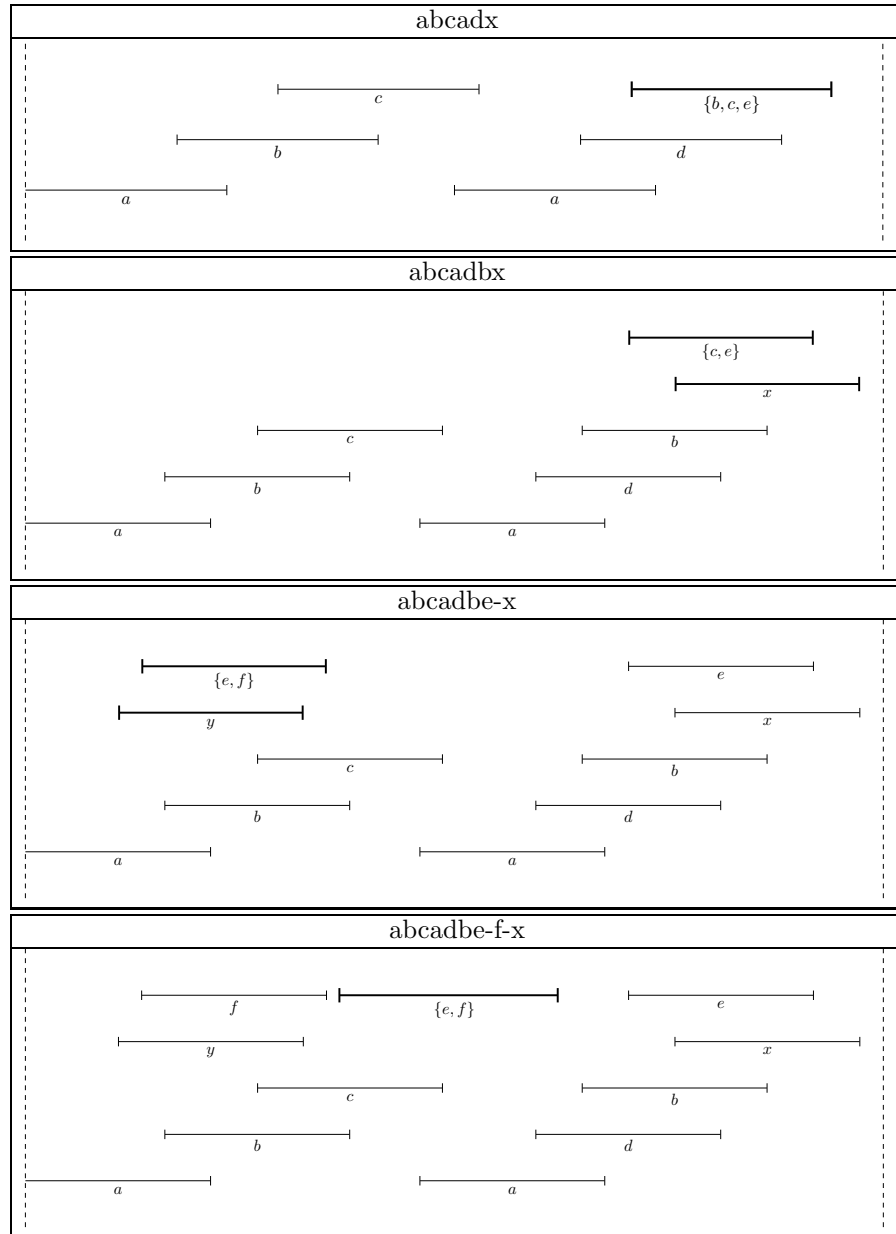 abcadx
c
{b, c, e}
b
d
a
a
abcadbx
{c, e}
x
c
b
b
d
a
a
abcadbe-x
{e, f}
e
y
x
c
b
b
d
a
a
abcadbe-f-x
f
{e, f}
e
y
x
c
b
b
d
a
a